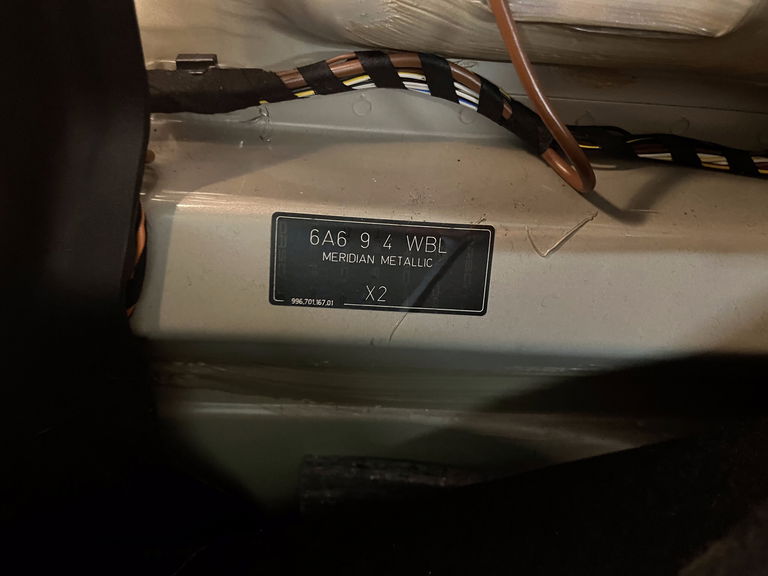 6A6 9 4 WBL
MERIDIAN METALLIC
X2
996.701.167.01